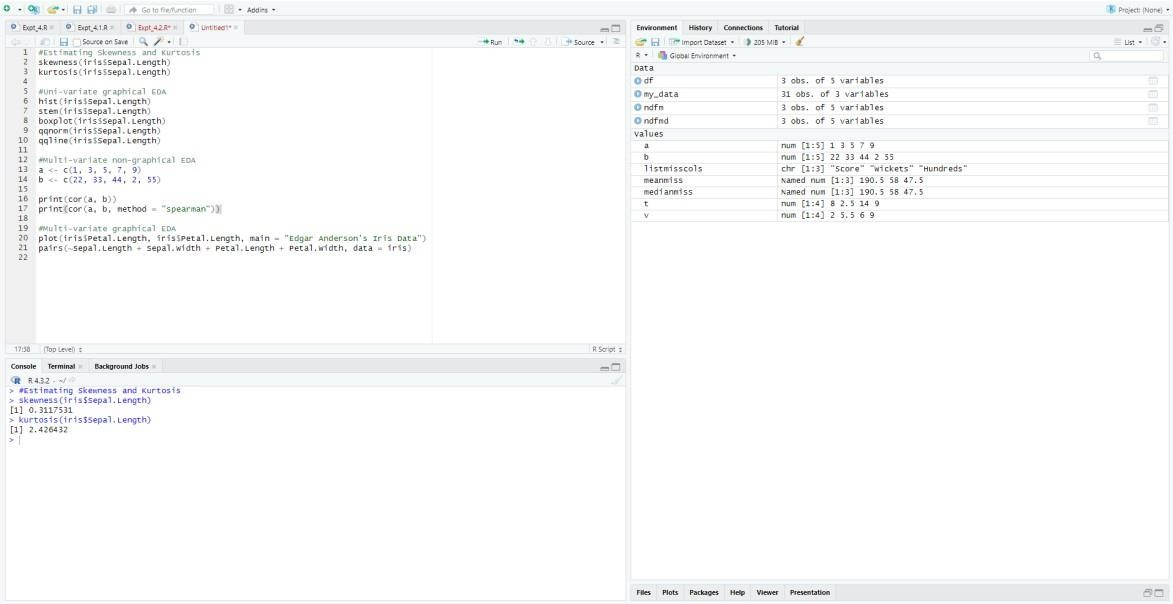 Go to file/function
Addins
Project: (None)
Expt_4.R
Expt_4.1.R
Expt_4.2.R*
Untitled1*
Source on Save
Run
Source
1 #Estimating Skewness and Kurtosis
2 skewness(iris$Sepal.Length)
3 kurtosis(iris$Sepal.Length)
4
5 #Uni-variate graphical EDA
6 hist(iris$Sepal.Length)
7 stem(iris$Sepal.Length)
8 boxplot(iris$Sepal.Length)
9 qqnorm(iris$Sepal.Length)
10 qqline(iris$Sepal.Length)
11
12 #Multi-variate non-graphical EDA
13 a <- c(1, 3, 5, 7, 9)
14 b <- c(22, 33, 44, 2, 55)
15
16 print(cor(a, b))
17 print(cor(a, b, method = "spearman"))
18
19 #Multi-variate graphical EDA
20 plot(iris$Petal.Length, iris$Petal.Length, main = "Edgar Anderson's Iris Data")
21 pairs(~Sepal.Length + Sepal.Width + Petal.Length + Petal.Width, data = iris)
22
17:38 (Top Level) R Script
Console Terminal Background Jobs
R 4.3.2 · ~/
> #Estimating Skewness and Kurtosis
> skewness(iris$Sepal.Length)
[1] 0.3117531
> kurtosis(iris$Sepal.Length)
[1] 2.426432
>
Environment History Connections Tutorial
Import Dataset 205 MiB List
R Global Environment
Data
df 3 obs. of 5 variables
my_data 31 obs. of 3 variables
ndfm 3 obs. of 5 variables
ndfmd 3 obs. of 5 variables
Values
a num [1:5] 1 3 5 7 9
b num [1:5] 22 33 44 2 55
listmisscols chr [1:3] "Score" "Wickets" "Hundreds"
meanmiss Named num [1:3] 190.5 58 47.5
medianmiss Named num [1:3] 190.5 58 47.5
t num [1:4] 8 2.5 14 9
v num [1:4] 2 5.5 6 9
Files Plots Packages Help Viewer Presentation